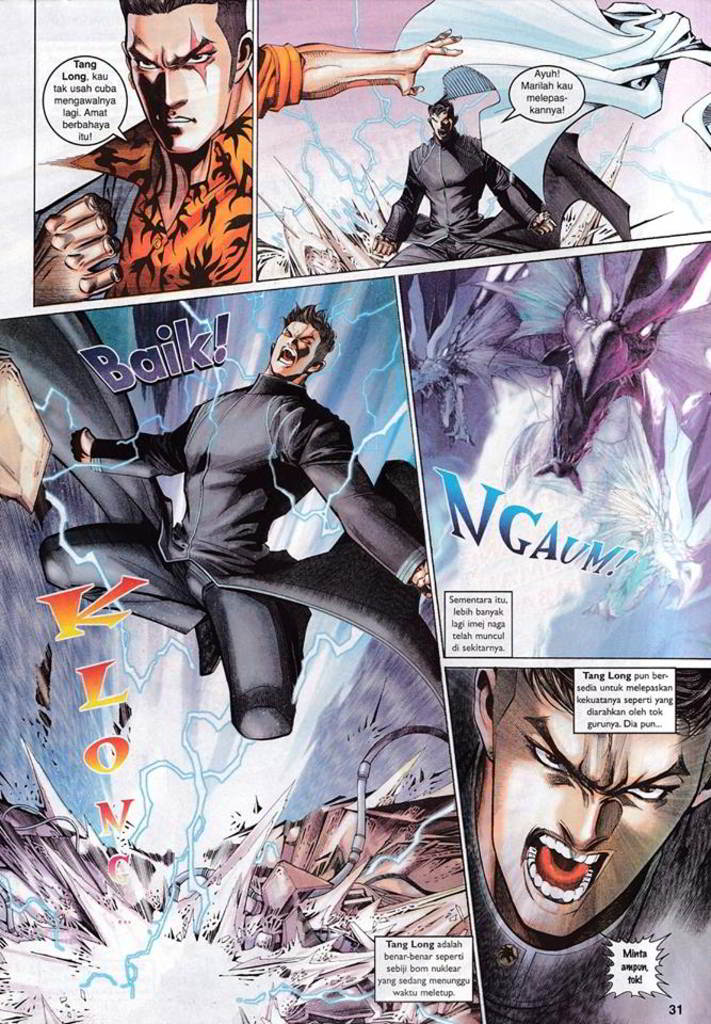 Tang
Long, kau
tak usah cuba
mengawalnya
lagi. Amat
berbahaya
itu!
Ayuh!
Marilah kau
melepas-
kannya!
Baik!
KLONG
NGAUM!
Sementara itu,
lebih banyak
lagi imej naga
telah muncul
di sekitarnya.
Tang Long pun ber-
sedia untuk melepaskan
kekuatanya seperti yang
diarahkan oleh tok
gurunya. Dia pun...
Tang Long adalah
benar-benar seperti
sebiji bom nuklear
yang sedang menunggu
waktu meletup.
Minta
ampun,
tok!
31